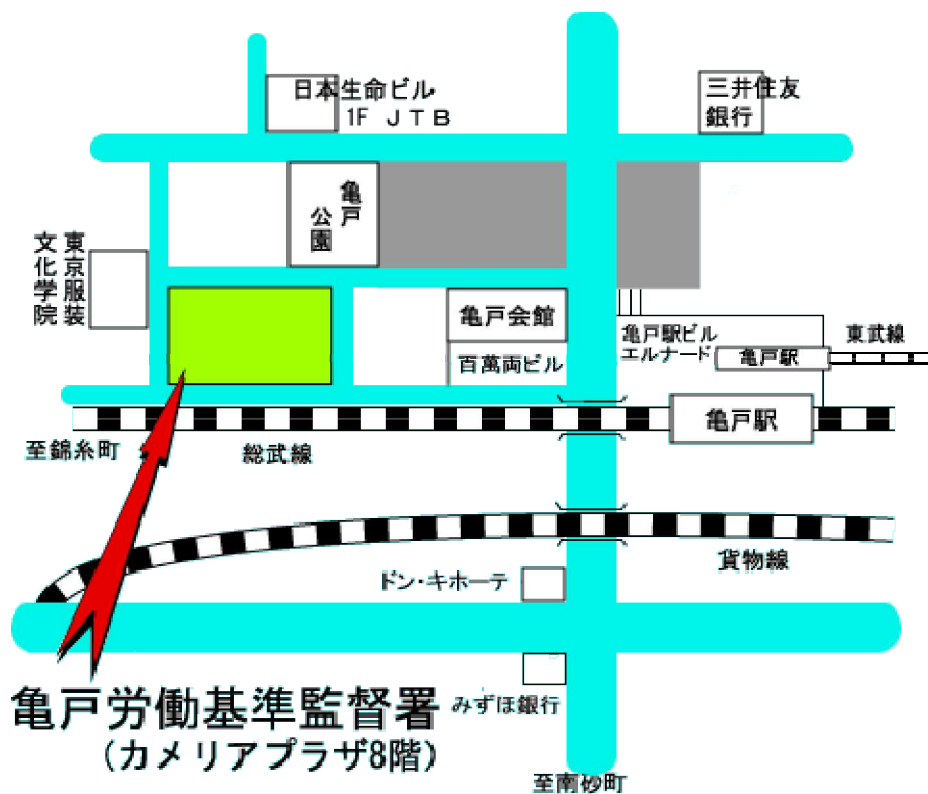 日本生命ビル
1F JTB
三井住友
銀行
亀戸
公園
東京服装
文化学院
亀戸会館
百萬両ビル
亀戸駅ビル
エルナード
亀戸駅
東武線
亀戸駅
至錦糸町
総武線
貨物線
ドン・キホーテ
亀戸労働基準監督署
(カメリアプラザ8階)
みずほ銀行
至南砂町